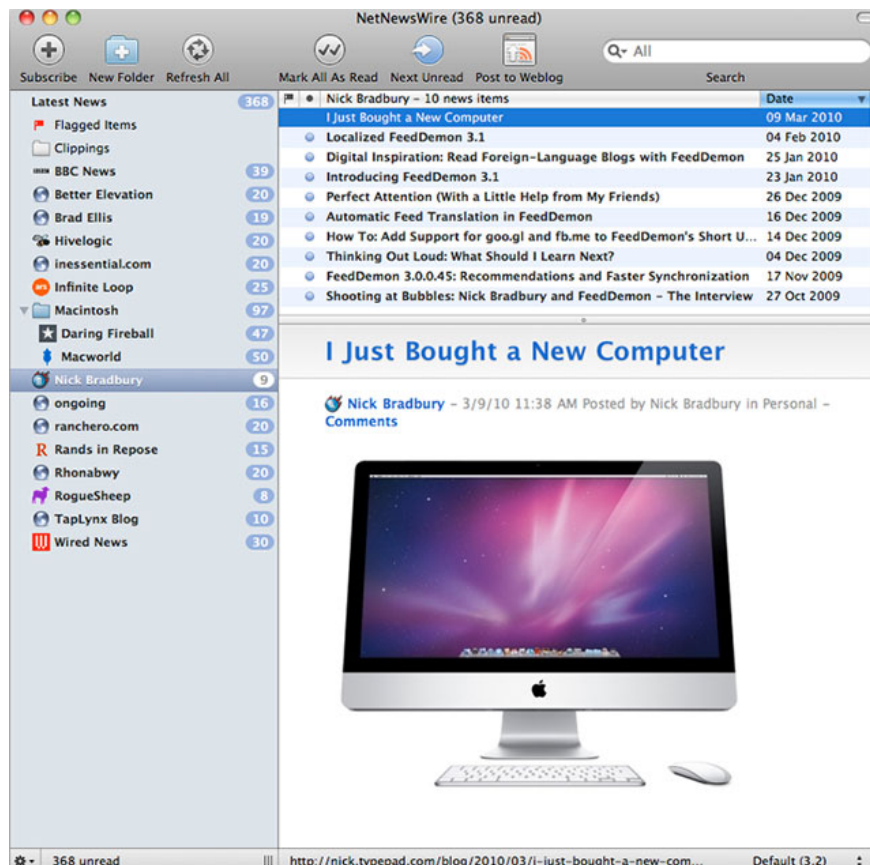 NetNewsWire (368 unread)
Q All
Subscribe New Folder Refresh All Mark All As Read Next Unread Post to Weblog Search
Latest News 368
Flagged Items
Clippings
BBC News 39
Better Elevation 20
Brad Ellis 19
Hivelogic 20
inessential.com 20
Infinite Loop 25
Macintosh 97
Daring Fireball 47
Macworld 50
Nick Bradbury 9
ongoing 16
ranchero.com 20
R Rands in Repose 15
Rhonabwy 20
RogueSheep 8
TapLynx Blog 10
Wired News 30
Nick Bradbury – 10 news items Date
I Just Bought a New Computer 09 Mar 2010
Localized FeedDemon 3.1 04 Feb 2010
Digital Inspiration: Read Foreign-Language Blogs with FeedDemon 25 Jan 2010
Introducing FeedDemon 3.1 23 Jan 2010
Perfect Attention (With a Little Help from My Friends) 26 Dec 2009
Automatic Feed Translation in FeedDemon 16 Dec 2009
How To: Add Support for goo.gl and fb.me to FeedDemon's Short U... 14 Dec 2009
Thinking Out Loud: What Should I Learn Next? 04 Dec 2009
FeedDemon 3.0.0.45: Recommendations and Faster Synchronization 17 Nov 2009
Shooting at Bubbles: Nick Bradbury and FeedDemon – The Interview 27 Oct 2009
I Just Bought a New Computer
Nick Bradbury – 3/9/10 11:38 AM Posted by Nick Bradbury in Personal –
Comments
368 unread http://nick.typepad.com/blog/2010/03/i-just-bought-a-new-com... Default (3.2)